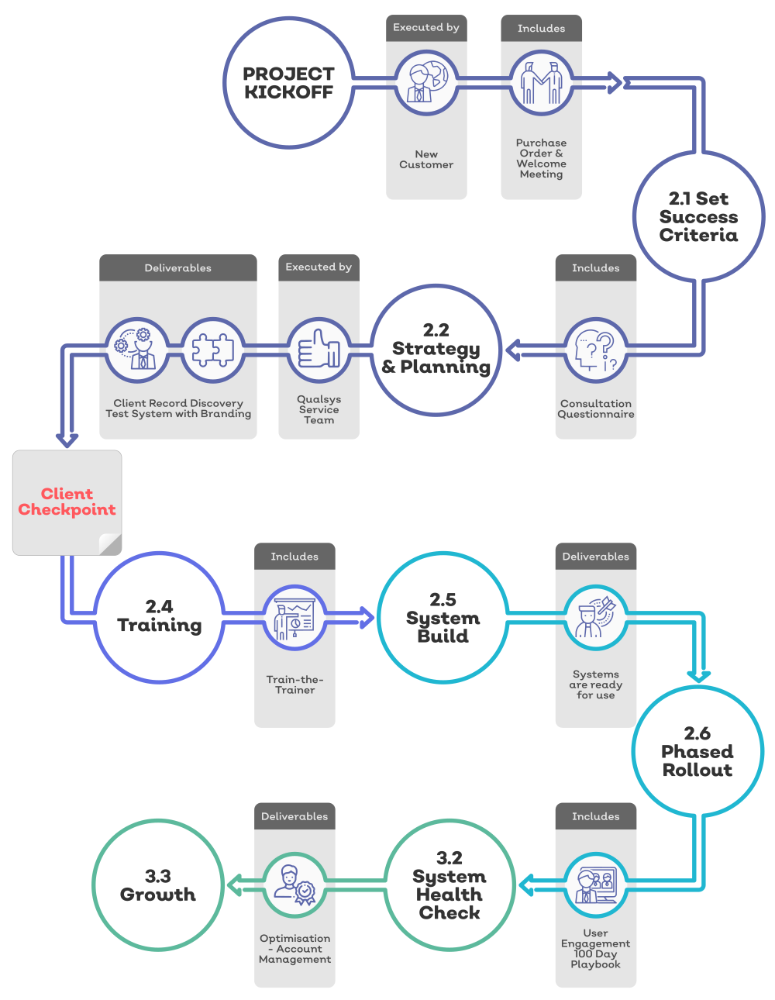 PROJECT
KICKOFF
Executed by
New
Customer
Includes
Purchase
Order &
Welcome
Meeting
2.1 Set
Success
Criteria
Includes
Consultation
Questionnaire
2.2
Strategy
& Planning
Executed by
Qualsys
Service
Team
Deliverables
Client Record Discovery
Test System with Branding
Client
Checkpoint
2.4
Training
Includes
Train-the-
Trainer
2.5
System
Build
Deliverables
Systems
are ready
for use
2.6
Phased
Rollout
Includes
User
Engagement
100 Day
Playbook
3.2
System
Health
Check
Deliverables
Optimisation
- Account
Management
3.3
Growth